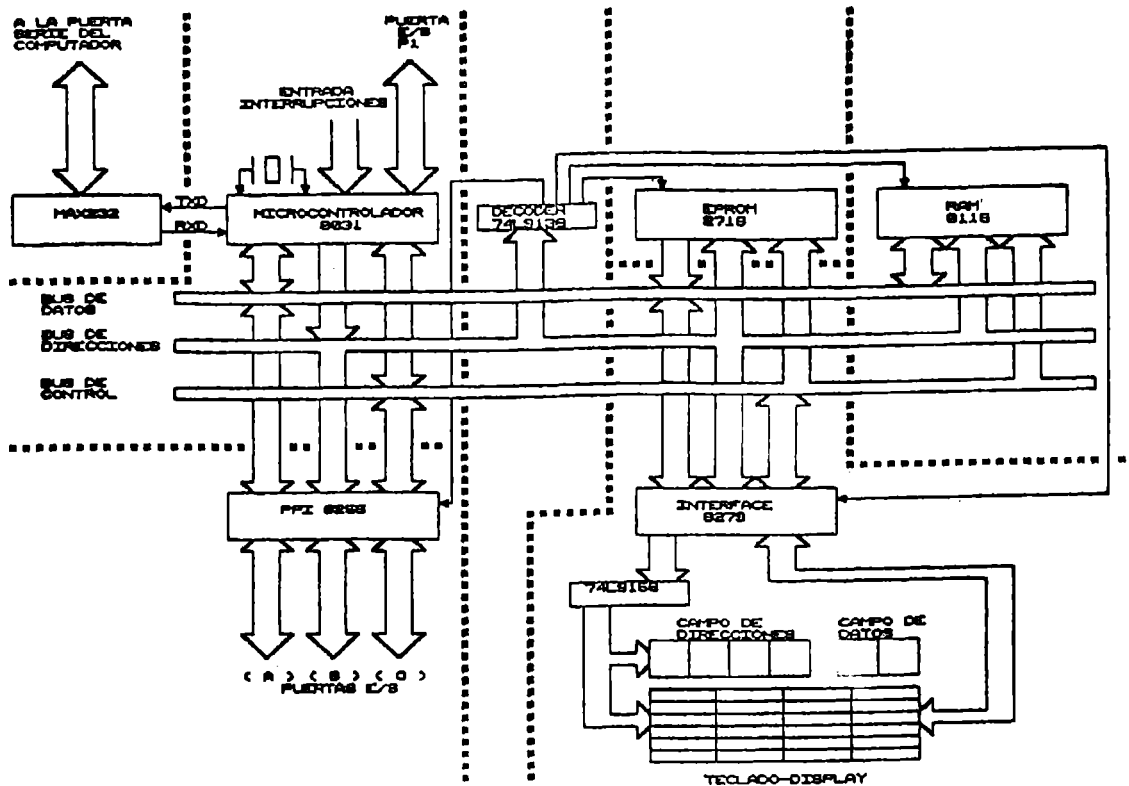 A LA PUERTA
SERIE DEL
COMPUTADOR
PUERTA
E/S
P1
ENTRADA
INTERRUPCIONES
MAX232
TXD
RXD
MICROCONTROLADOR
8031
DECODER
74LS139
EPROM
2716
RAM
6116
BUS DE
DATOS
BUS DE
DIRECCIONES
BUS DE
CONTROL
PPI 8255
INTERFACE
8279
74LS156
CAMPO DE
DIRECCIONES
CAMPO DE
DATOS
( A ) ( B ) ( C )
PUERTAS E/S
TECLADO-DISPLAY